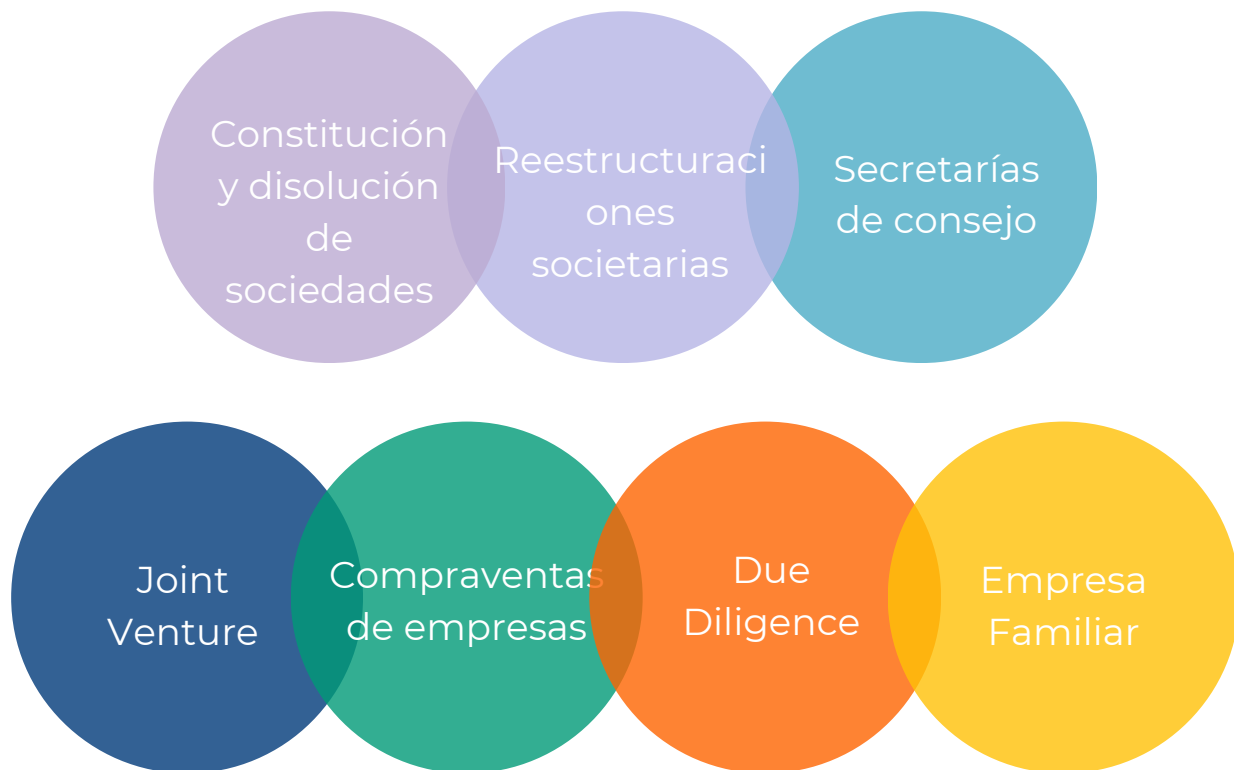 Constitución
y disolución
de
sociedades
Reestructuraci
ones
societarias
Secretarías
de consejo
Joint
Venture
Compraventas
de empresas
Due
Diligence
Empresa
Familiar